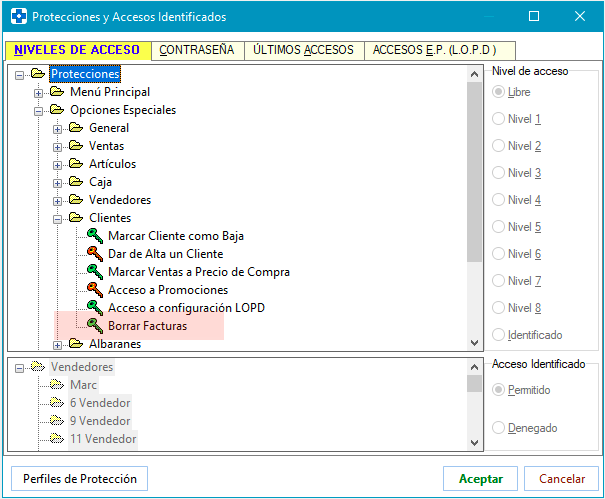 Protecciones y Accesos Identificados
NIVELES DE ACCESO
CONTRASEÑA
ÚLTIMOS ACCESOS
ACCESOS E.P. (L.O.P.D )
Protecciones
Menú Principal
Opciones Especiales
General
Ventas
Artículos
Caja
Vendedores
Clientes
Marcar Cliente como Baja
Dar de Alta un Cliente
Marcar Ventas a Precio de Compra
Acceso a Promociones
Acceso a configuración LOPD
Borrar Facturas
Albaranes
Nivel de acceso
Libre
Nivel 1
Nivel 2
Nivel 3
Nivel 4
Nivel 5
Nivel 6
Nivel 7
Nivel 8
Identificado
Vendedores
Marc
6 Vendedor
9 Vendedor
11 Vendedor
Acceso Identificado
Permitido
Denegado
Perfiles de Protección
Aceptar
Cancelar